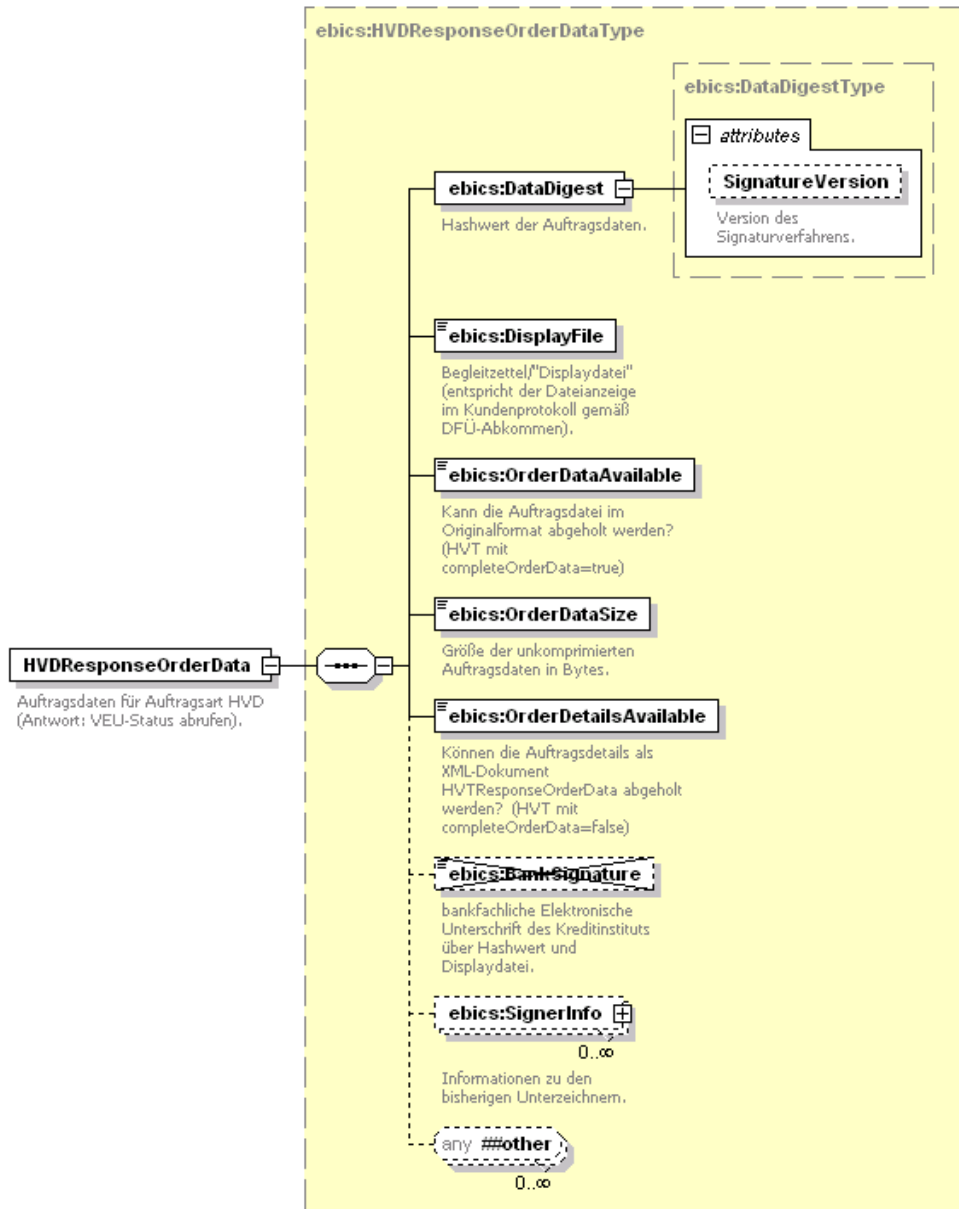 ebics:HVDResponseOrderDataType
ebics:DataDigestType
attributes
ebics:DataDigest
SignatureVersion
Hashwert der Auftragsdaten.
Version des
Signaturverfahrens.
ebics:DisplayFile
Begleitzettel/"Displaydatei"
(entspricht der Dateianzeige
im Kundenprotokoll gemäß
DFÜ-Abkommen).
ebics:OrderDataAvailable
Kann die Auftragsdatei im
Originalformat abgeholt werden?
(HVT mit
completeOrderData=true)
ebics:OrderDataSize
Größe der unkomprimierten
Auftragsdaten in Bytes.
HVDResponseOrderData
Auftragsdaten für Auftragsart HVD
(Antwort: VEU-Status abrufen).
ebics:OrderDetailsAvailable
Können die Auftragsdetails als
XML-Dokument
HVTResponseOrderData abgeholt
werden? (HVT mit
completeOrderData=false)
ebics:BankSignature
bankfachliche Elektronische
Unterschrift des Kreditinstituts
über Hashwert und
Displaydatei.
ebics:SignerInfo
0..∞
Informationen zu den
bisherigen Unterzeichnern.
any ##other
0..∞